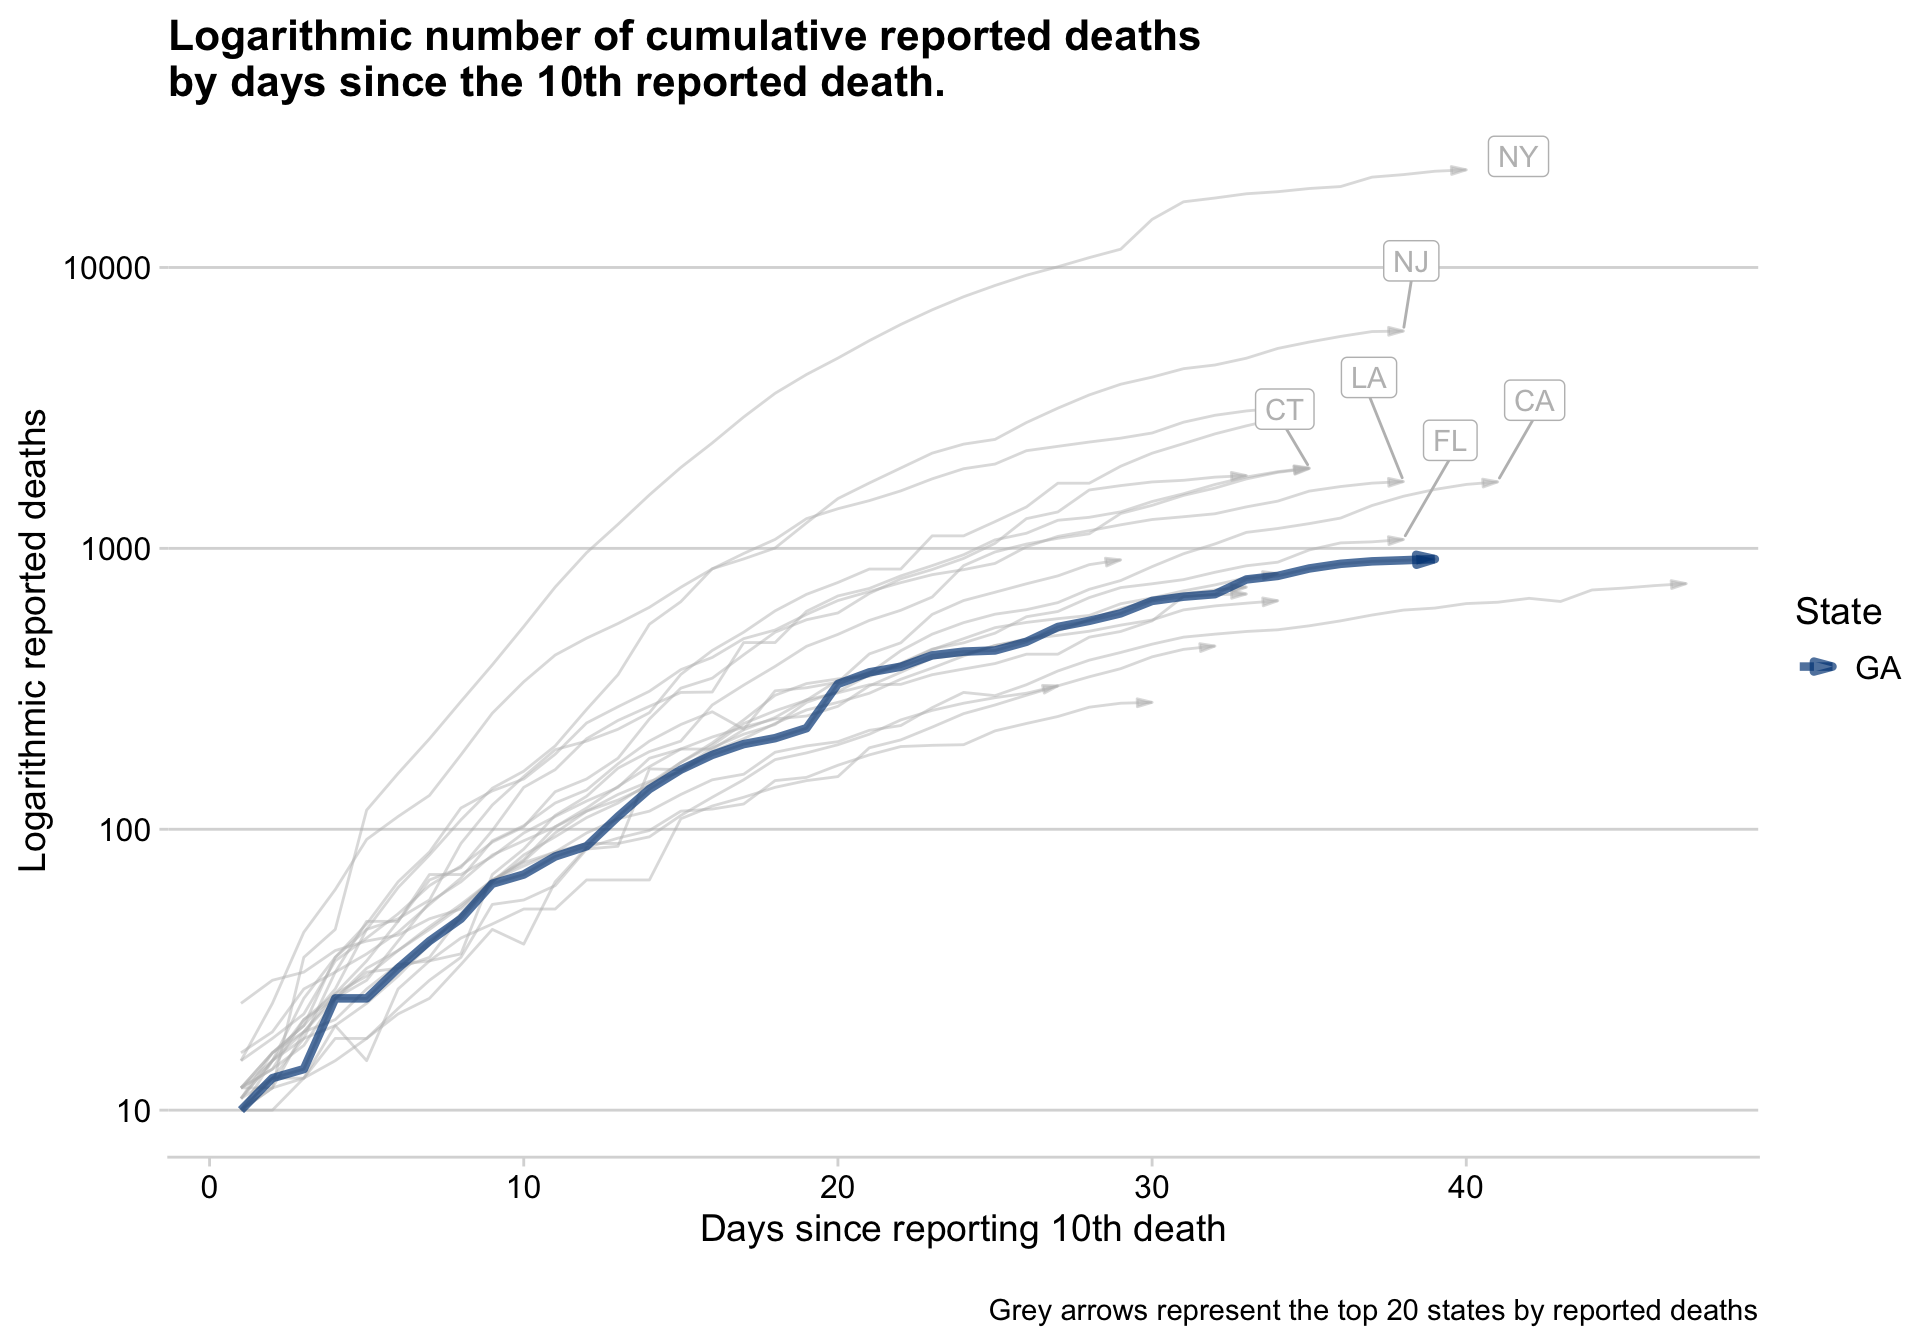 Logarithmic number of cumulative reported deaths
by days since the 10th reported death.
NY
NJ
LA
CT
CA
FL
10000
1000
100
10
Logarithmic reported deaths
State
GA
0 10 20 30 40
Days since reporting 10th death
Grey arrows represent the top 20 states by reported deaths